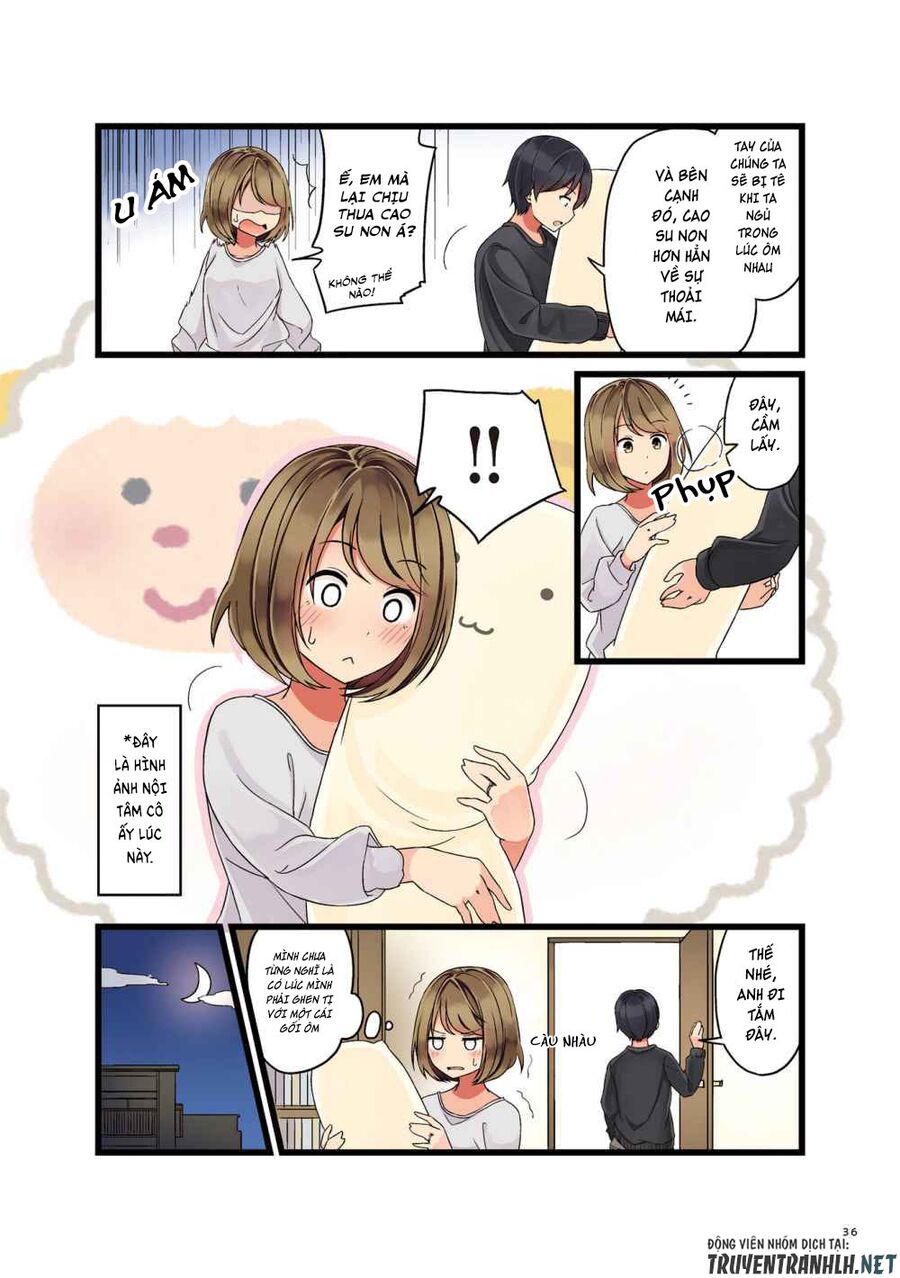 TAY CỦA
CHÚNG TA
SẼ BỊ TÊ
KHI TA
NGỦ
TRONG
LÚC ÔM
NHAU
VÀ BÊN
CẠNH
ĐÓ, CAO
SU NON
HƠN HẲN
VỀ SỰ
THOẢI
MÁI.
Ế, EM MÀ
LẠI CHỊU
THUA CAO
SU NON Á?
KHÔNG THỂ
NÀO!
U ÁM
ĐÂY,
CẦM
LẤY.
PHỤP
!!
*ĐÂY
LÀ HÌNH
ẢNH NỘI
TÂM CÔ
ẤY LÚC
NÀY.
THẾ
NHÉ,
ANH ĐI
TẮM
ĐÂY.
CÀU NHÀU
MÌNH CHƯA
TỪNG NGHĨ LÀ
CÓ LÚC MÌNH
PHẢI GHEN TỊ
VỚI MỘT CÁI
GỐI ÔM
36
ĐỘNG VIÊN NHÓM DỊCH TẠI:
TRUYENTRANHLH.NET